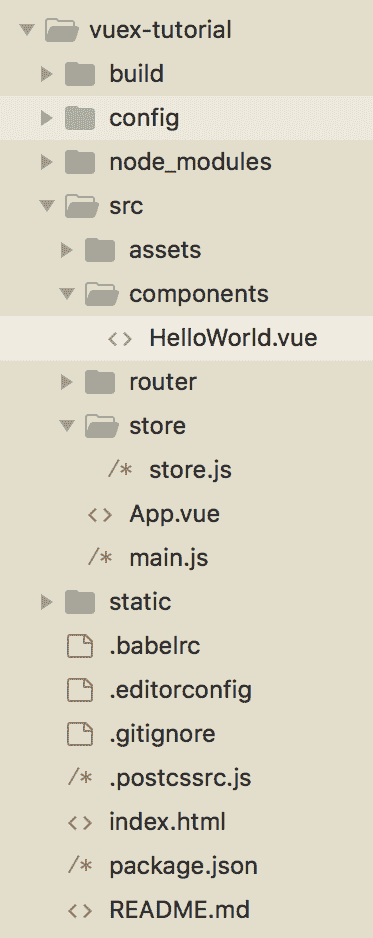 vuex-tutorial
build
config
node_modules
src
assets
components
<> HelloWorld.vue
router
store
/* store.js
<> App.vue
/* main.js
static
.babelrc
.editorconfig
.gitignore
/* .postcssrc.js
<> index.html
/* package.json
<> README.md